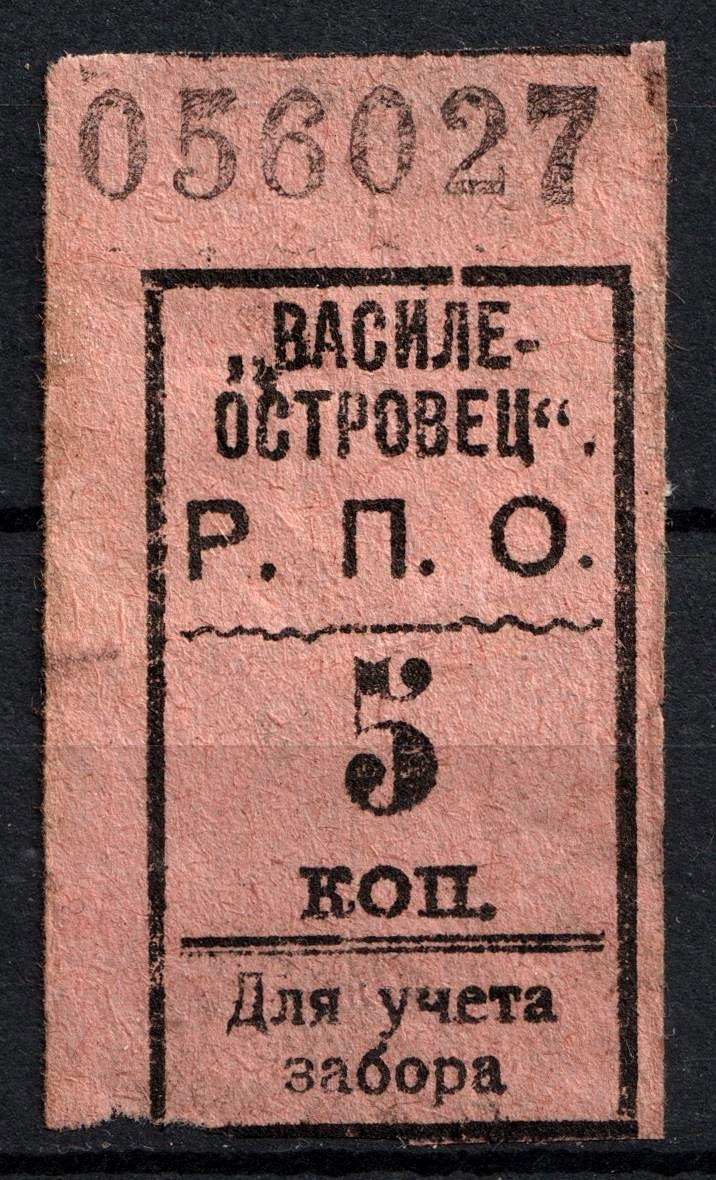 056027
„ВАСИЛЕ-
ОСТРОВЕЦ“.
Р. П. О.
5
коп.
Для учета
забора